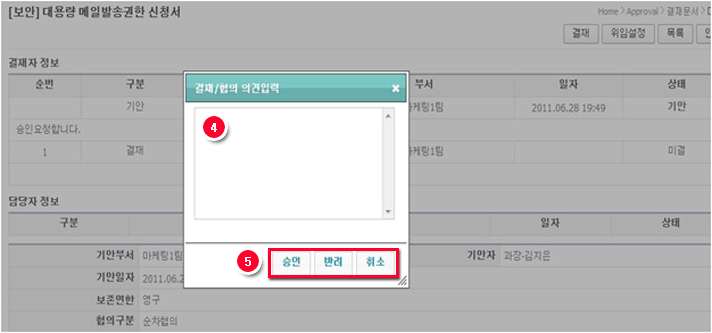 [보안] 대용량 메일발송권한 신청서
Home > Approval > 결재문서 >
결재 위임설정 목록
결재자 정보
순번 구분 부서 일자 상태
기안 마케팅1팀 2011.06.28 19:49 기안
승인요청합니다.
1 결재 마케팅1팀 미결
결재/협의 의견입력
4
5 승인 반려 취소
담당자 정보
구분 일자 상태
기안부서 마케팅1팀 기안자 과장-김지은
기안일자 2011.06.2
보존연한 영구
협의구분 순차협의